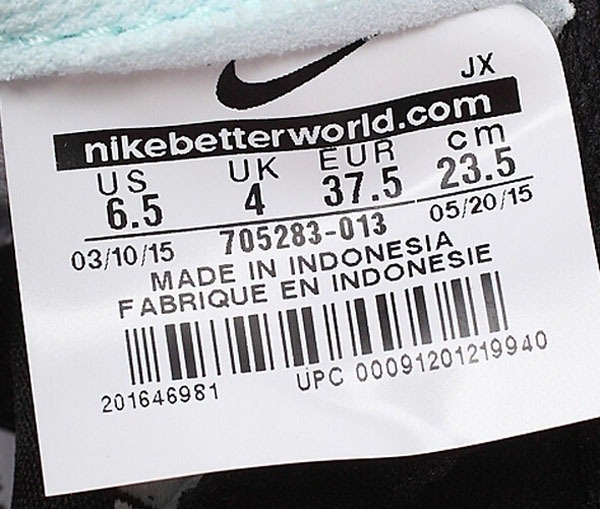 JX
nikebetterworld.com
US UK EUR cm
6.5 4 37.5 23.5
03/10/15 705283-013 05/20/15
MADE IN INDONESIA
FABRIQUE EN INDONESIE
201646981 UPC 00091201219940